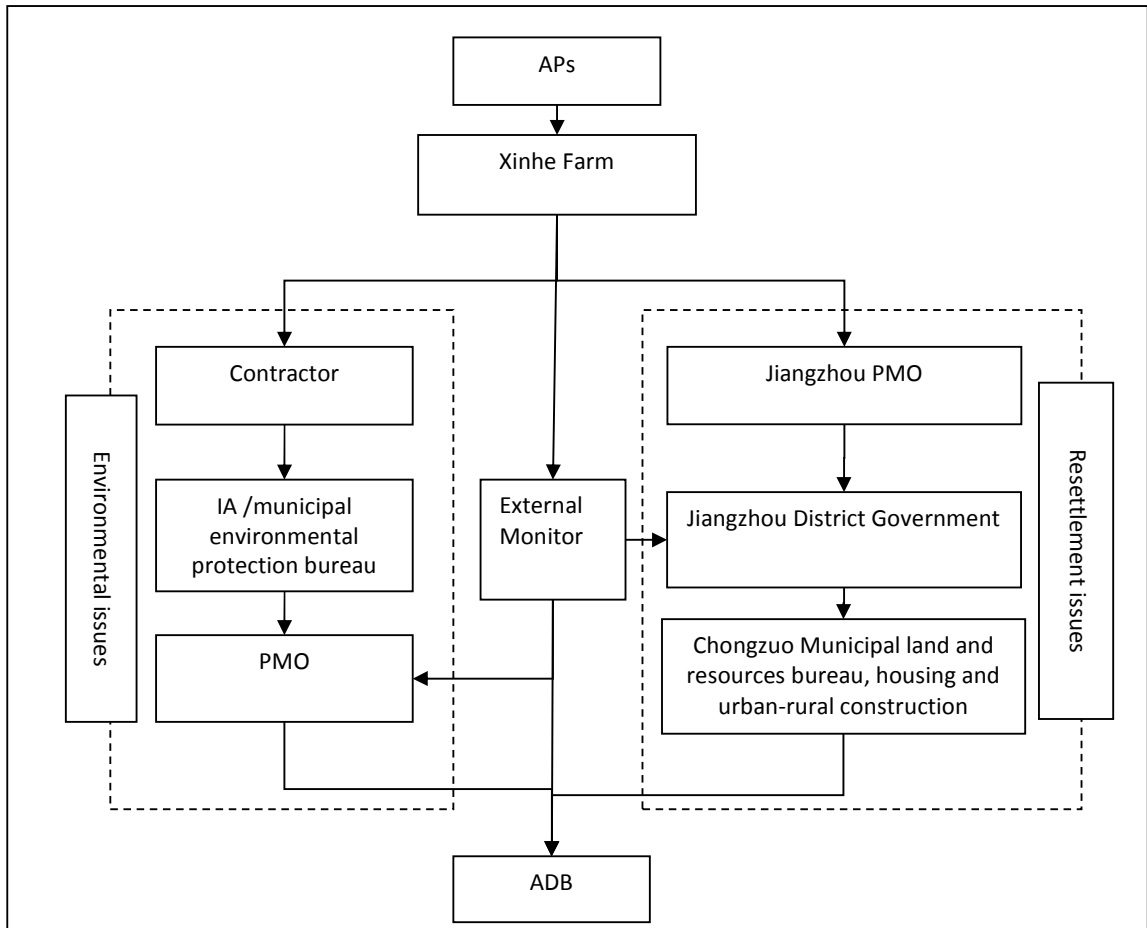 APs
Xinhe Farm
Contractor
Jiangzhou PMO
Environmental issues
IA /municipal
environmental
protection bureau
External
Monitor
Jiangzhou District Government
Resettlement issues
PMO
Chongzuo Municipal land and
resources bureau, housing and
urban-rural construction
ADB